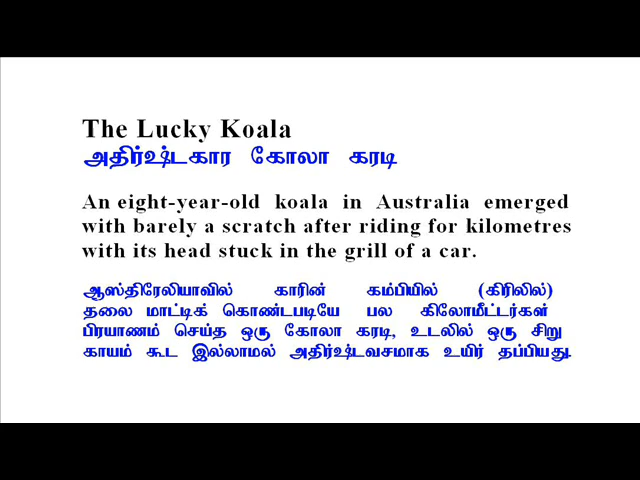 The Lucky Koala
அதிர்ஷ்டகார கோலா கரடி
An eight-year-old koala in Australia emerged
with barely a scratch after riding for kilometres
with its head stuck in the grill of a car.
ஆஸ்திரேலியாவில் காரின் கம்பியில் (கிரிலில்)
தலை மாட்டிக் கொண்டபடியே பல கிலோமீட்டர்கள்
பிரயாணம் செய்த ஒரு கோலா கரடி, உடலில் ஒரு சிறு
காயம் கூட இல்லாமல் அதிர்ஷ்டவசமாக உயிர் தப்பியது.